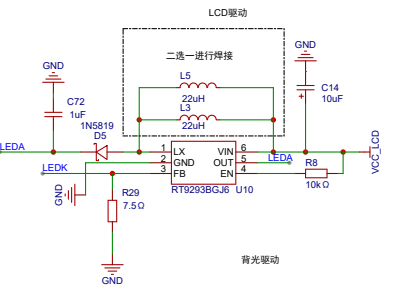 LCD驱动
二选一进行焊接
GND
GND
L5
22uH
C72
1uF
C14
10uF
L3
22uH
1N5819
D5
LEDA
1
LX
VIN
6
2
GND
OUT
5
LEDA
3
FB
EN
4
LEDK
R8
10kΩ
VCC_LCD
RT9293BGJ6
U10
GND
R29
7.5Ω
背光驱动
GND